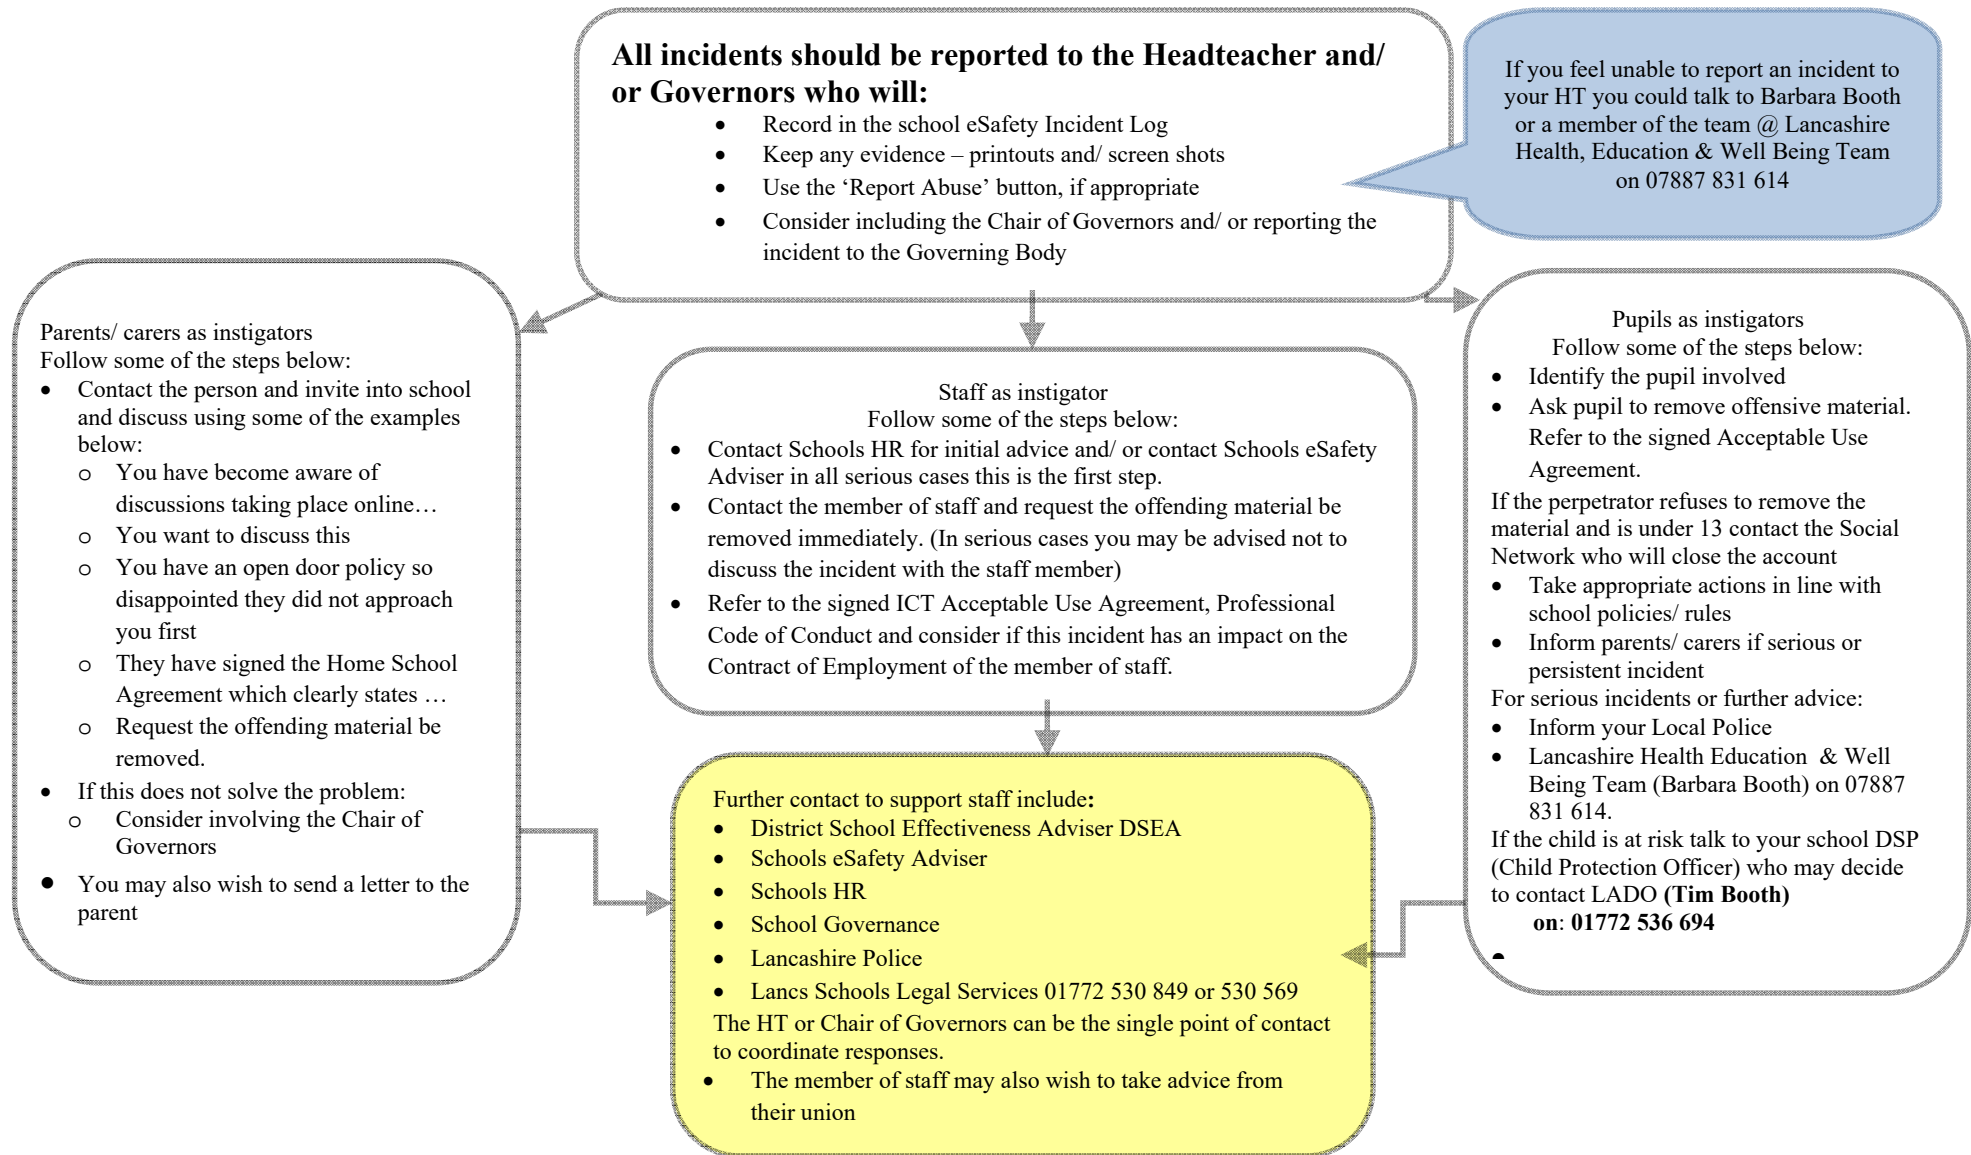 All incidents should be reported to the Headteacher and/
or Governors who will:
• Record in the school eSafety Incident Log
• Keep any evidence – printouts and/ screen shots
• Use the ‘Report Abuse’ button, if appropriate
• Consider including the Chair of Governors and/ or reporting the
incident to the Governing Body
If you feel unable to report an incident to
your HT you could talk to Barbara Booth
or a member of the team @ Lancashire
Health, Education & Well Being Team
on 07887 831 614
Parents/ carers as instigators
Follow some of the steps below:
• Contact the person and invite into school
and discuss using some of the examples
below:
o You have become aware of
discussions taking place online…
o You want to discuss this
o You have an open door policy so
disappointed they did not approach
you first
o They have signed the Home School
Agreement which clearly states …
o Request the offending material be
removed.
• If this does not solve the problem:
o Consider involving the Chair of
Governors
• You may also wish to send a letter to the
parent
Staff as instigator
Follow some of the steps below:
• Contact Schools HR for initial advice and/ or contact Schools eSafety
Adviser in all serious cases this is the first step.
• Contact the member of staff and request the offending material be
removed immediately. (In serious cases you may be advised not to
discuss the incident with the staff member)
• Refer to the signed ICT Acceptable Use Agreement, Professional
Code of Conduct and consider if this incident has an impact on the
Contract of Employment of the member of staff.
Pupils as instigators
Follow some of the steps below:
• Identify the pupil involved
• Ask pupil to remove offensive material.
Refer to the signed Acceptable Use
Agreement.
If the perpetrator refuses to remove the
material and is under 13 contact the Social
Network who will close the account
• Take appropriate actions in line with
school policies/ rules
• Inform parents/ carers if serious or
persistent incident
For serious incidents or further advice:
• Inform your Local Police
• Lancashire Health Education & Well
Being Team (Barbara Booth) on 07887
831 614.
If the child is at risk talk to your school DSP
(Child Protection Officer) who may decide
to contact LADO (Tim Booth)
on: 01772 536 694
•
Further contact to support staff include:
• District School Effectiveness Adviser DSEA
• Schools eSafety Adviser
• Schools HR
• School Governance
• Lancashire Police
• Lancs Schools Legal Services 01772 530 849 or 530 569
The HT or Chair of Governors can be the single point of contact
to coordinate responses.
• The member of staff may also wish to take advice from
their union